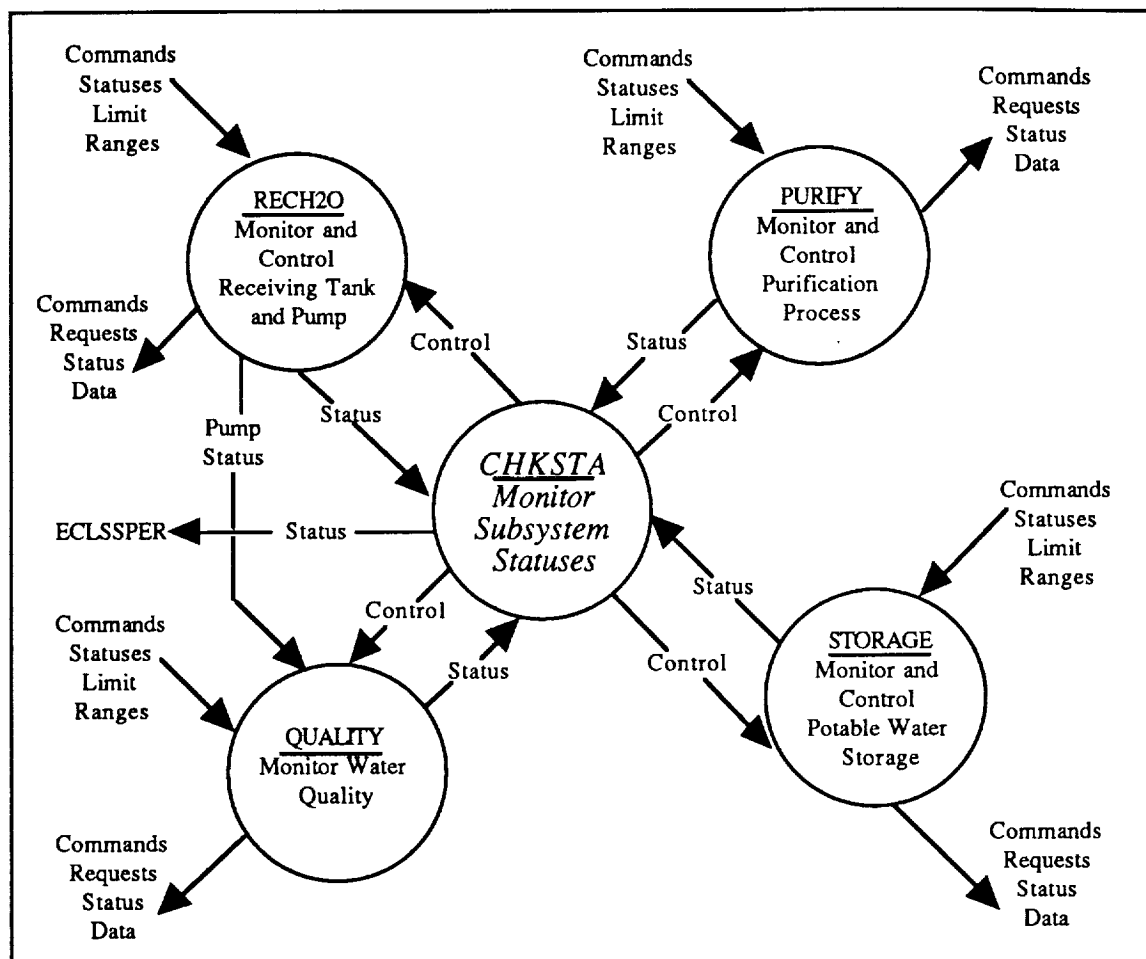 Commands
Statuses
Limit
Ranges
Commands
Statuses
Limit
Ranges
Commands
Requests
Status
Data
RECH2O
Monitor and
Control
Receiving Tank
and Pump
PURIFY
Monitor and
Control
Purification
Process
Commands
Requests
Status
Data
Control
Status
Control
Status
Pump
Status
CHKSTA
Monitor
Subsystem
Statuses
ECLSSPER
Status
Commands
Statuses
Limit
Ranges
Control
Status
Status
Control
Commands
Statuses
Limit
Ranges
QUALITY
Monitor Water
Quality
STORAGE
Monitor and
Control
Potable Water
Storage
Commands
Requests
Status
Data
Commands
Requests
Status
Data